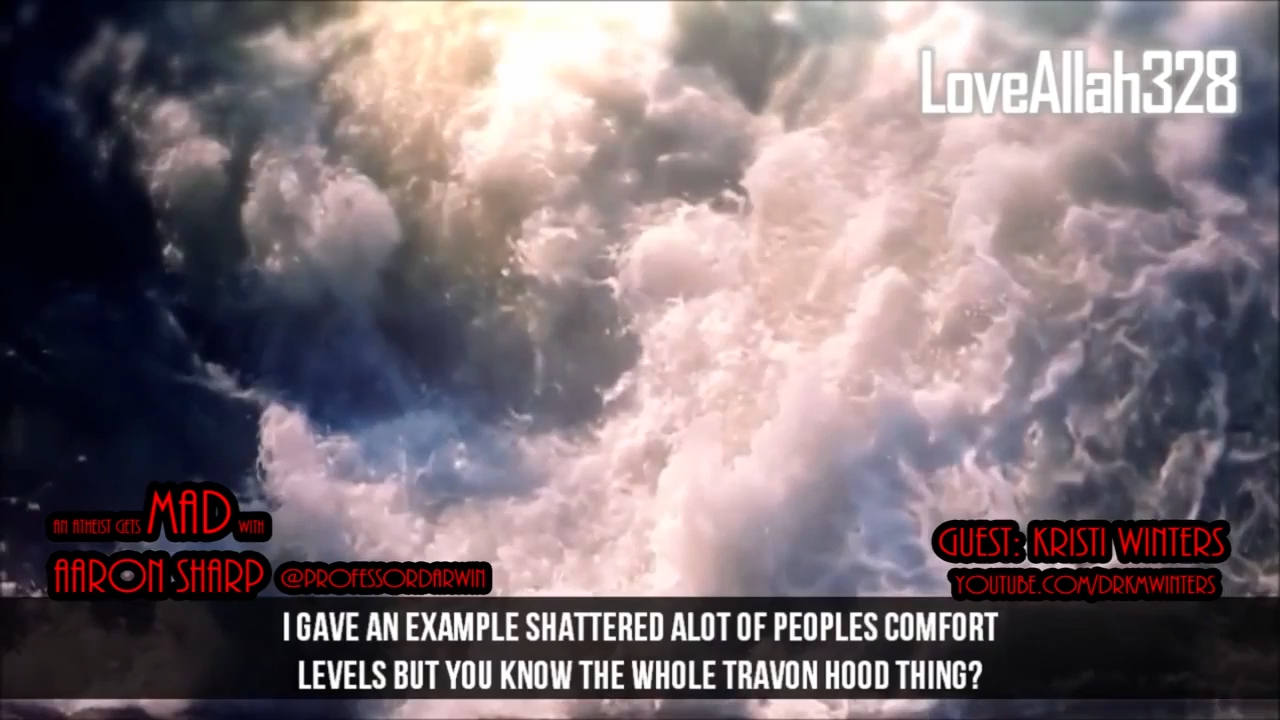 LoveAllah328
AN ATHEIST GETS MAD WITH
AARON SHARP @PROFESSORDARWIN
GUEST: KRISTI WINTERS
YOUTUBE.COM/DRKMWINTERS
I GAVE AN EXAMPLE SHATTERED ALOT OF PEOPLES COMFORT
LEVELS BUT YOU KNOW THE WHOLE TRAVON HOOD THING?